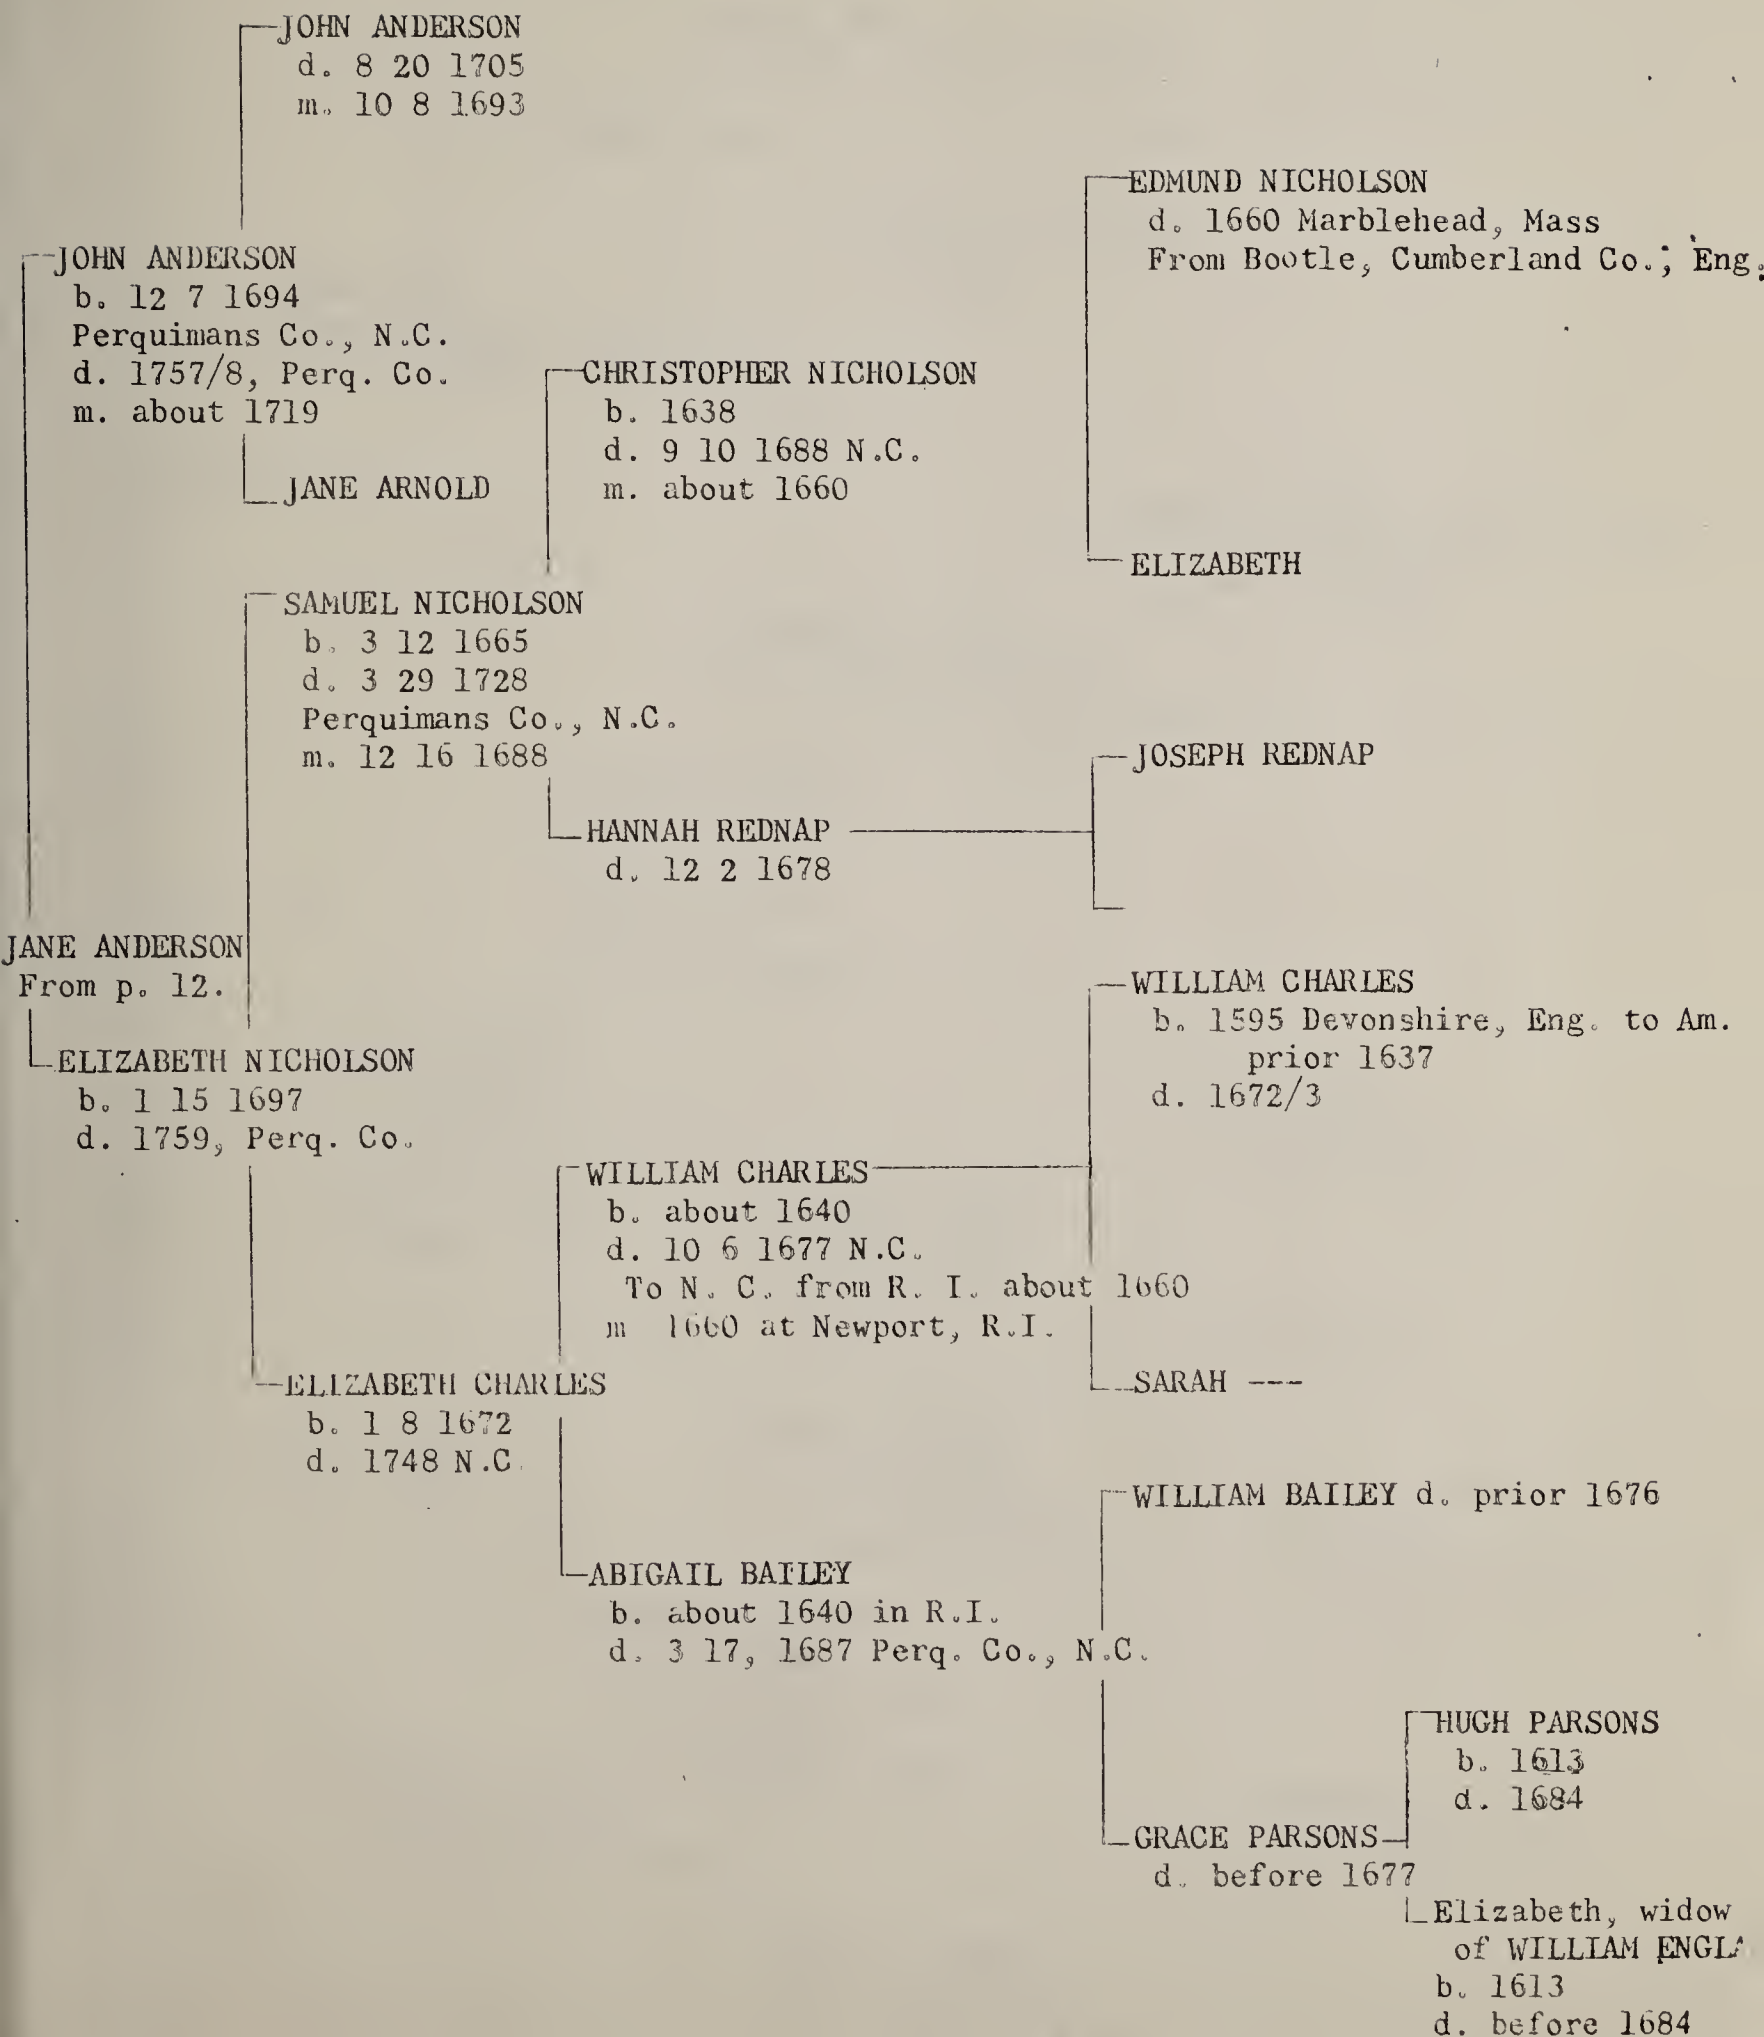 JOHN ANDERSON
d. 8 20 1705
m. 10 8 1693
EDMUND NICHOLSON
d. 1660 Marblehead, Mass
From Bootle, Cumberland Co.; Eng.
JOHN ANDERSON
b. 12 7 1694
Perquimans Co., N.C.
d. 1757/8, Perq. Co.
m. about 1719
CHRISTOPHER NICHOLSON
b. 1638
d. 9 10 1688 N.C.
m. about 1660
JANE ARNOLD
ELIZABETH
SAMUEL NICHOLSON
b. 3 12 1665
d. 3 29 1728
Perquimans Co., N.C.
m. 12 16 1688
JOSEPH REDNAP
HANNAH REDNAP
d. 12 2 1678
JANE ANDERSON
From p. 12.
WILLIAM CHARLES
b. 1595 Devonshire, Eng. to Am.
prior 1637
d. 1672/3
ELIZABETH NICHOLSON
b. 1 15 1697
d. 1759, Perq. Co.
WILLIAM CHARLES
b. about 1640
d. 10 6 1677 N.C.
To N. C. from R. I. about 1660
m 1660 at Newport, R.I.
ELIZABETH CHARLES
b. 1 8 1672
d. 1748 N.C.
SARAH ---
WILLIAM BAILEY d. prior 1676
ABIGAIL BAILEY
b. about 1640 in R.I.
d. 3 17, 1687 Perq. Co., N.C.
HUGH PARSONS
b. 1613
d. 1684
GRACE PARSONS
d. before 1677
Elizabeth, widow
of WILLIAM
b. 1613
d. before 1684